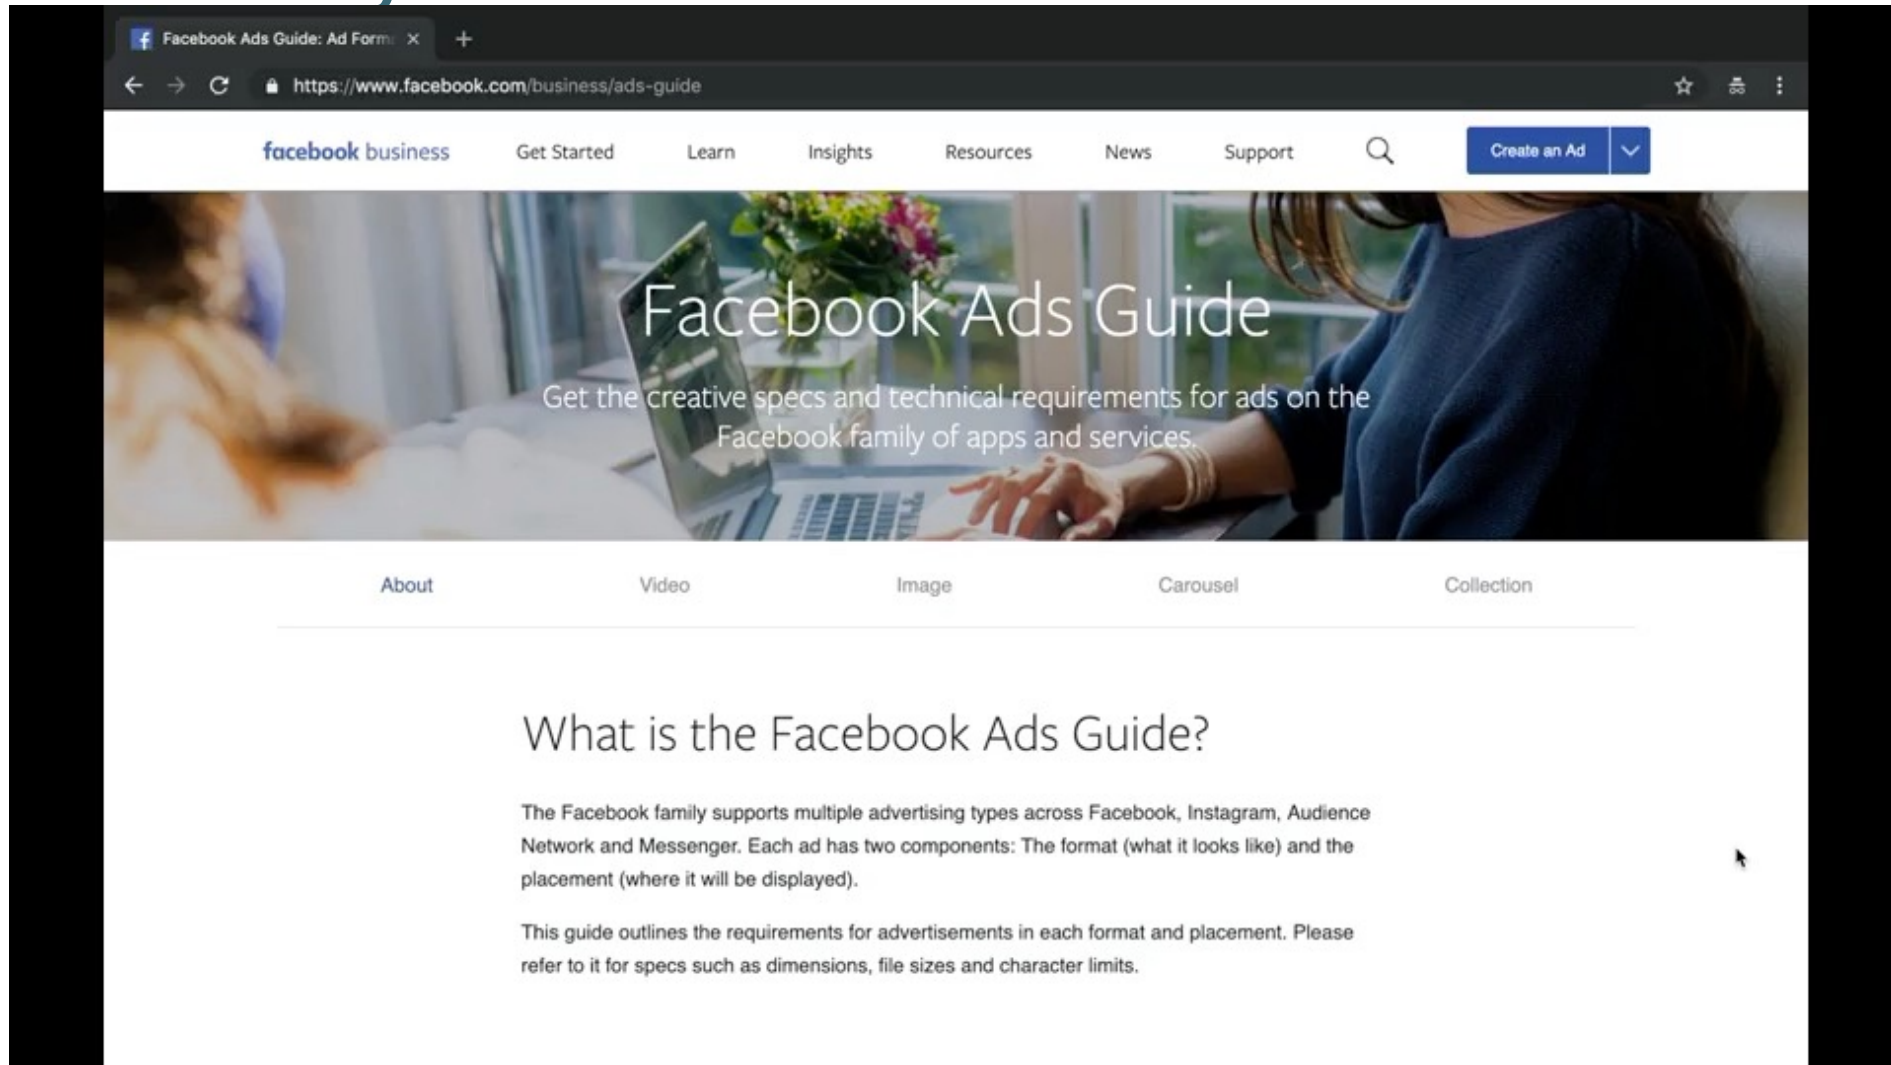 Facebook Ads Guide: Ad Form
https://www.facebook.com/business/ads-guide
facebook business
Get Started
Learn
Insights
Resources
News
Support
Create an Ad
Facebook Ads Guide
Get the creative specs and technical requirements for ads on the
Facebook family of apps and services.
About
Video
Image
Carousel
Collection
What is the Facebook Ads Guide?
The Facebook family supports multiple advertising types across Facebook, Instagram, Audience
Network and Messenger. Each ad has two components: The format (what it looks like) and the
placement (where it will be displayed).
This guide outlines the requirements for advertisements in each format and placement. Please
refer to it for specs such as dimensions, file sizes and character limits.